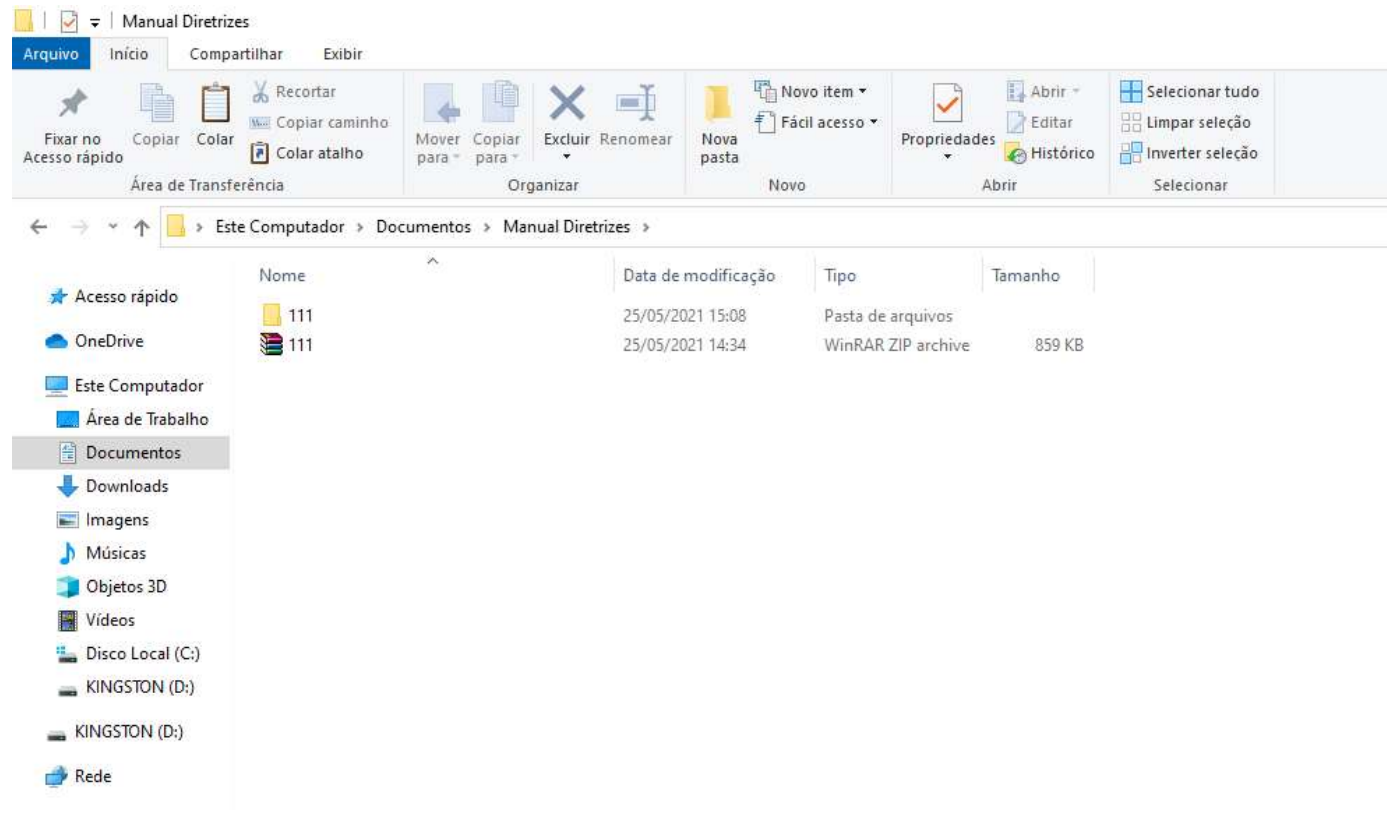 Manual Diretrizes
Arquivo Início Compartilhar Exibir
Fixar no
Acesso rápido
Copiar
Colar
Recortar
Copiar caminho
Colar atalho
Área de Transferência
Mover
para
Copiar
para
Excluir
Renomear
Organizar
Nova
pasta
Novo item
Fácil acesso
Novo
Propriedades
Abrir
Editar
Histórico
Abrir
Selecionar tudo
Limpar seleção
Inverter seleção
Selecionar
Este Computador > Documentos > Manual Diretrizes >
Nome Data de modificação Tipo Tamanho
111 25/05/2021 15:08 Pasta de arquivos
111 25/05/2021 14:34 WinRAR ZIP archive 859 KB
Acesso rápido
OneDrive
Este Computador
Área de Trabalho
Documentos
Downloads
Imagens
Músicas
Objetos 3D
Vídeos
Disco Local (C:)
KINGSTON (D:)
KINGSTON (D:)
Rede